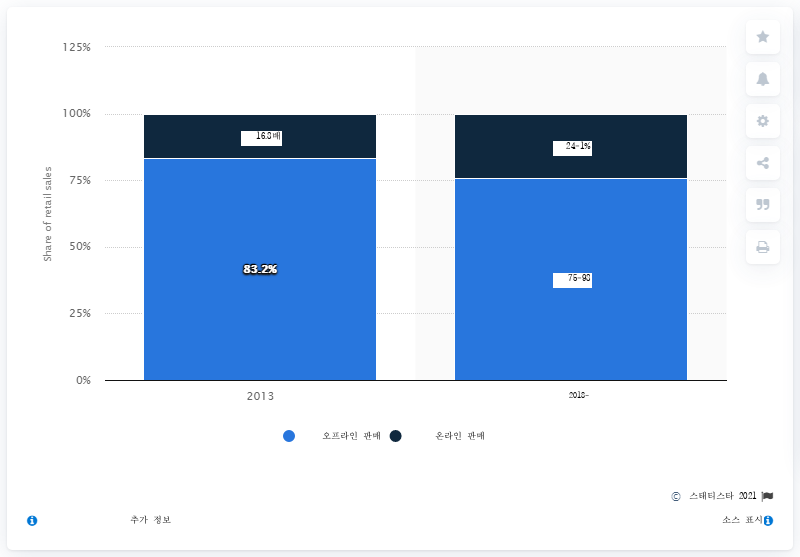 125%
100%
75%
50%
25%
0%
Share of retail sales
16.8배
83.2%
24-1%
75-93
2013
2018-
오프라인 판매
온라인 판매
© 스태티스타 2021
추가 정보
소스 표시